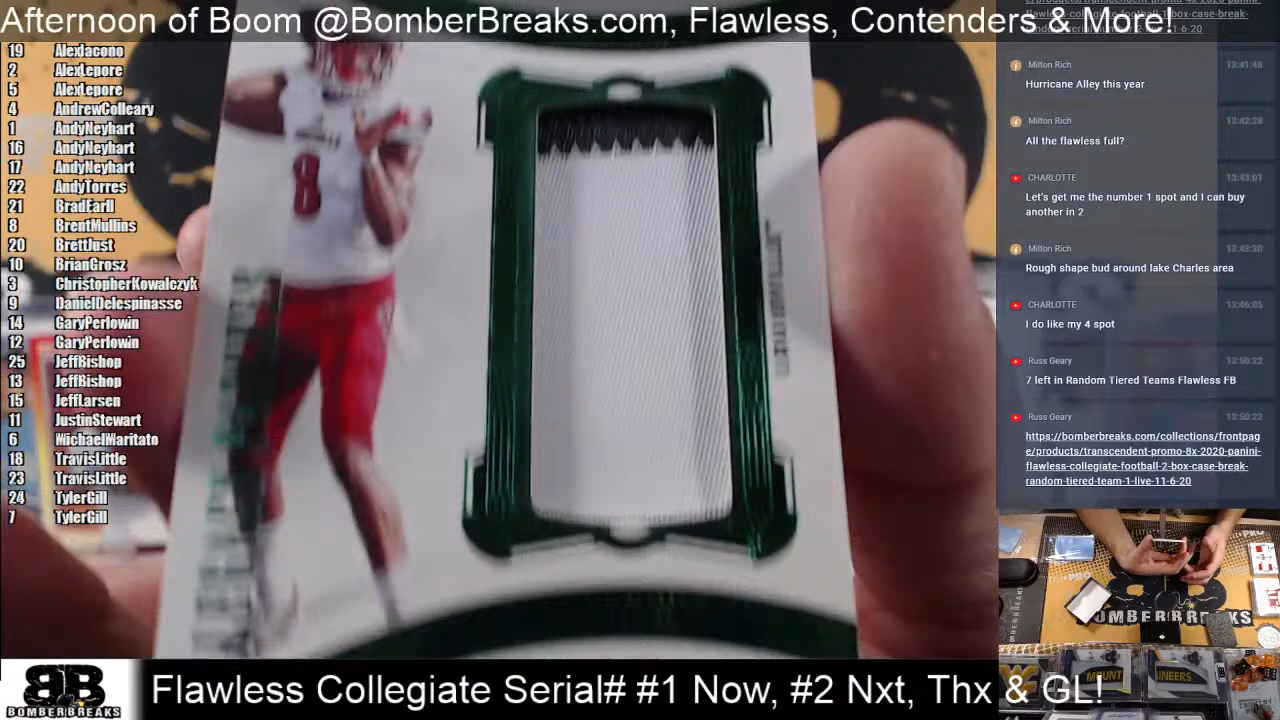 Afternoon of Boom @BomberBreaks.com, Flawless, Contenders & More!
19 AlexIacono
2 AlexLepore
5 AlexLepore
4 AndrewColleary
1 AndyNeyhart
16 AndyNeyhart
17 AndyNeyhart
22 AndyTorres
21 BradEarll
8 BrentMullins
20 BrettJust
10 BrianGrosz
3 ChristopherKowalczyk
9 DanielDelespinasse
14 GaryPerlowin
12 GaryPerlowin
25 JeffBishop
13 JeffBishop
15 JeffLarsen
11 JustinStewart
6 MichaelMaritato
18 TravisLittle
23 TravisLittle
24 TylerGill
7 TylerGill
8
Milton Rich 13:41:46
Hurricane Alley this year
Milton Rich 13:42:28
All the flawless full?
CHARLOTTE 13:43:01
Let's get me the number 1 spot and I can buy
another in 2
Milton Rich 13:43:30
Rough shape bud around lake Charles area
CHARLOTTE 13:46:05
I do like my 4 spot
Russ Geary 13:50:22
7 left in Random Tiered Teams Flawless FB
Russ Geary 13:50:22
https://bomberbreaks.com/collections/frontpag
e/products/transcendent-promo-8x-2020-panini-
flawless-collegiate-football-2-box-case-break-
random-tiered-team-1-live-11-6-20
BOMBERBREAKS
MOUNT
AINEERS
BB
BOMBERBREAKS
Flawless Collegiate Serial# #1 Now, #2 Nxt, Thx & GL!